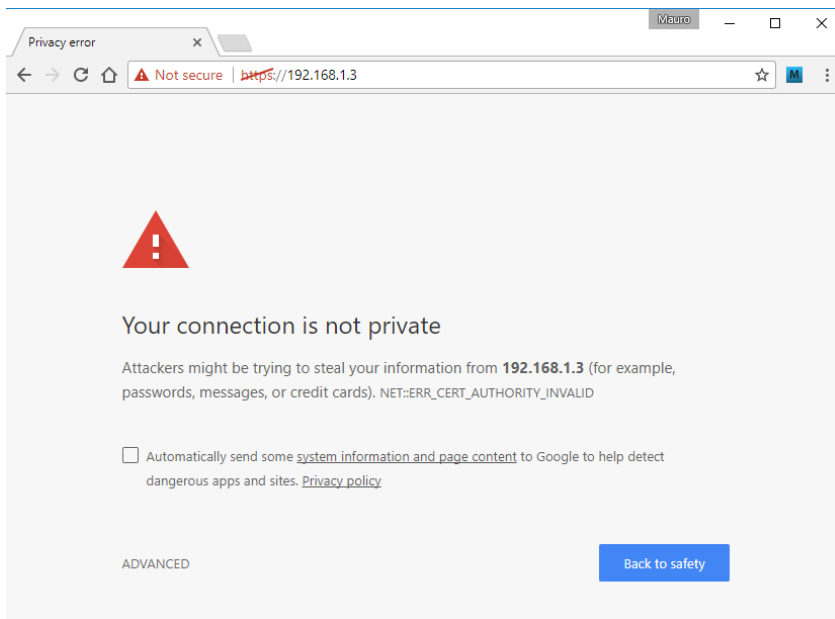 Mauro
Privacy error
Not secure | https://192.168.1.3
M
Your connection is not private
Attackers might be trying to steal your information from 192.168.1.3 (for example,
passwords, messages, or credit cards). NET::ERR_CERT_AUTHORITY_INVALID
Automatically send some system information and page content to Google to help detect
dangerous apps and sites. Privacy policy
ADVANCED
Back to safety